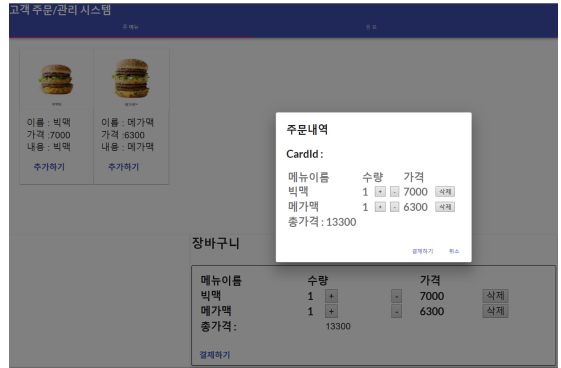 고객 주문/관리 시스템
주 메뉴
이름 : 빅맥
가격 :7000
내용 : 빅맥
추가하기
이름 : 메가맥
가격 :6300
내용 : 메가맥
추가하기
주문내역
CardId :
메뉴이름 수량 가격
빅맥 1 + - 7000 삭제
메가맥 1 + - 6300 삭제
총가격 : 13300
결제하기 취소
장바구니
메뉴이름 수량 가격
빅맥 1 + - 7000 삭제
메가맥 1 + - 6300 삭제
총가격 : 13300
결제하기